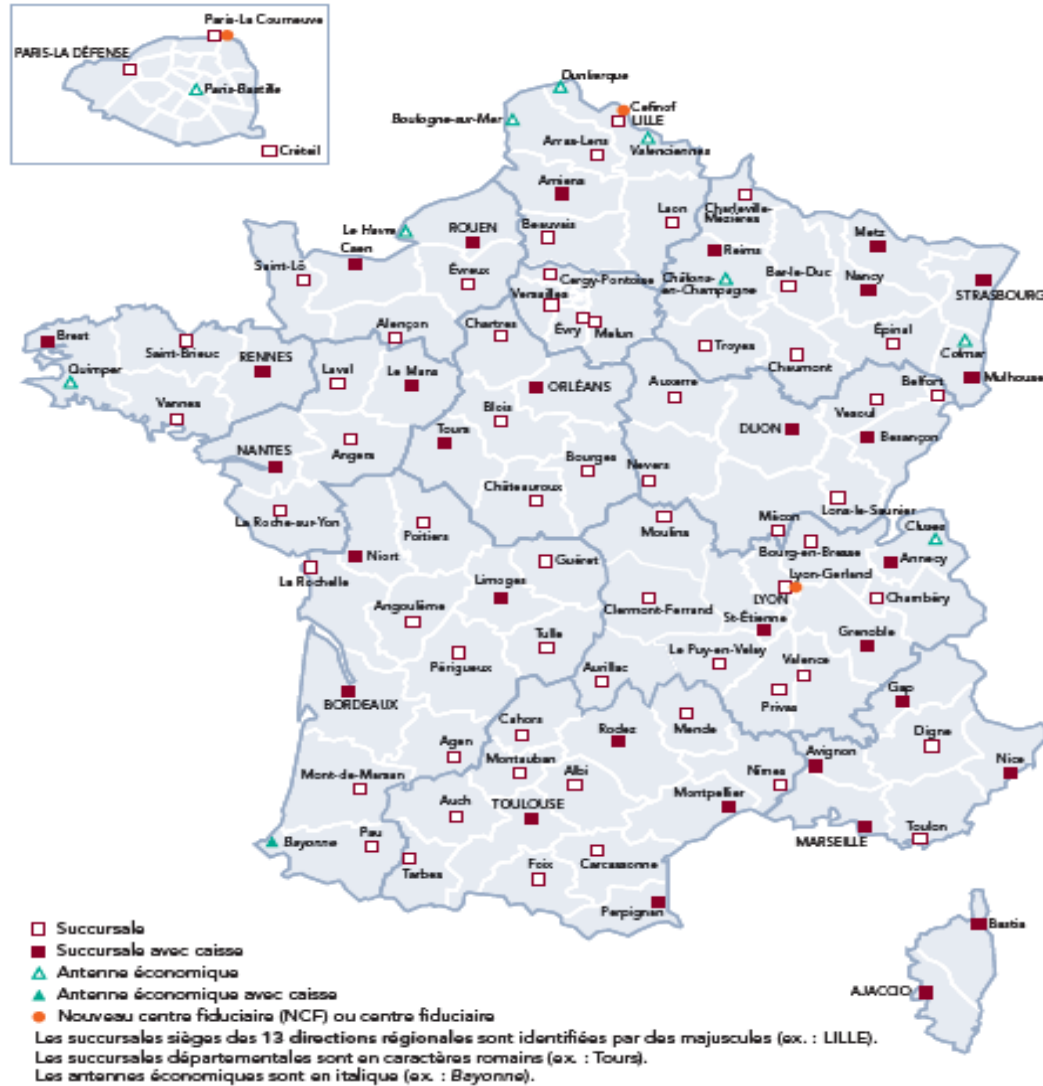 Paris-La Courneuve
PARIS-LA DÉFENSE
Paris-Bastille
Créteil
Dunkerque
Boulogne-sur-Mer
Cefinof
LILLE
Arras-Lens
Valenciennes
Amiens
Charleville-
Mézières
Laon
Beauvais
Le Havre
ROUEN
Caen
Reims
Metz
Saint-Lô
Évreux
Cergy-Pontoise
Châlons-
en-Champagne
Bar-le-Duc
Nancy
STRASBOURG
Versailles
Évry
Melun
Alençon
Chartres
Troyes
Chaumont
Épinal
Colmar
Mulhouse
Brest
Saint-Brieuc
RENNES
Quimper
Laval
Le Mans
ORLÉANS
Auxerre
Belfort
Vesoul
Vannes
Blois
Tours
DIJON
Besançon
NANTES
Angers
Bourges
Nevers
Châteauroux
La Roche-sur-Yon
Poitiers
Moulins
Mâcon
Lons-le-Saunier
Cluses
Bourg-en-Bresse
Annecy
Niort
La Rochelle
Guéret
Limoges
Lyon-Gerland
LYON
Chambéry
Clermont-Ferrand
Angoulême
St-Étienne
Tulle
Grenoble
Périgueux
Le Puy-en-Velay
Valence
Aurillac
Privas
BORDEAUX
Gap
Cahors
Rodez
Mende
Digne
Agen
Montauban
Albi
Avignon
Nice
Mont-de-Marsan
Nîmes
Auch
TOULOUSE
Montpellier
MARSEILLE
Toulon
Bayonne
Pau
Tarbes
Foix
Carcassonne
Perpignan
Bastia
AJACCIO
Succursale
Succursale avec caisse
Antenne économique
Antenne économique avec caisse
Nouveau centre fiduciaire (NCF) ou centre fiduciaire
Les succursales sièges des 13 directions régionales sont identifiées par des majuscules (ex. : LILLE).
Les succursales départementales sont en caractères romains (ex. : Tours).
Les antennes économiques sont en italique (ex. : Bayonne).